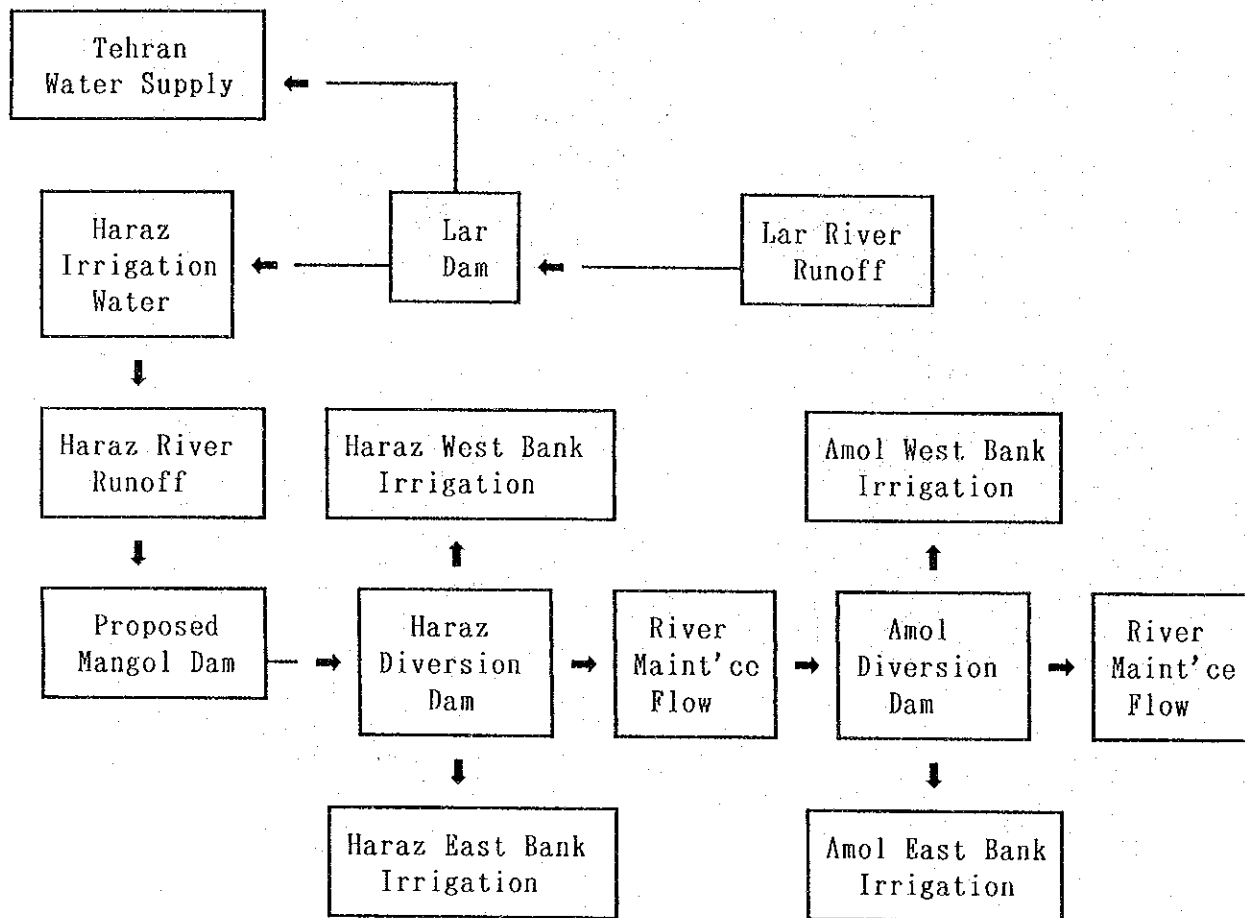 Tehran
Water Supply
Haraz
Irrigation
Water
Lar
Dam
Lar River
Runoff
Haraz River
Runoff
Haraz West Bank
Irrigation
Amol West Bank
Irrigation
Proposed
Mangol Dam
Haraz
Diversion
Dam
River
Maint'ce
Flow
Amol
Diversion
Dam
River
Maint'ce
Flow
Haraz East Bank
Irrigation
Amol East Bank
Irrigation